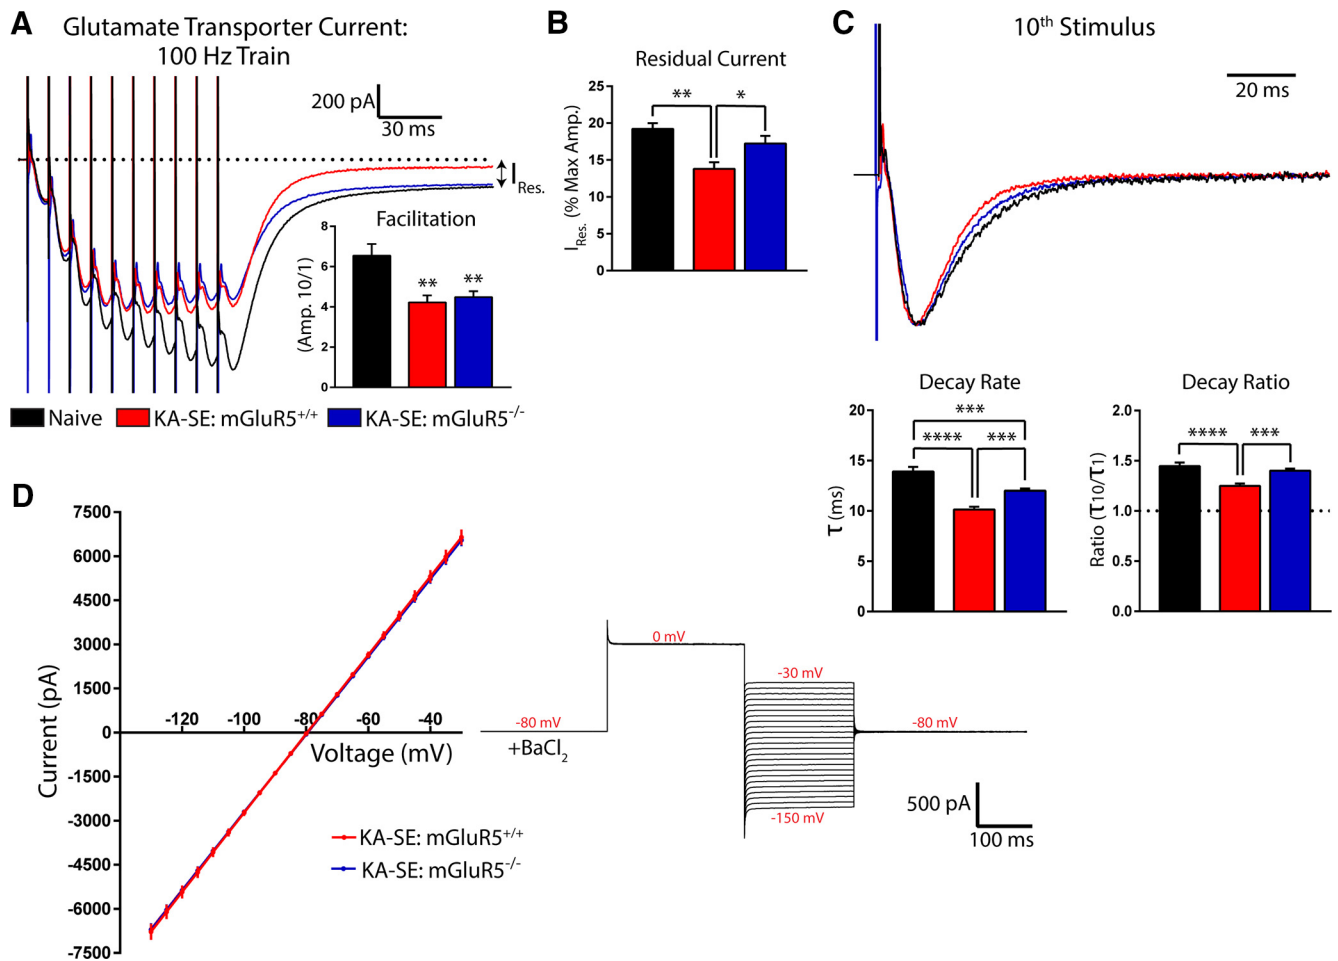 A
Glutamate Transporter Current:
100 Hz Train
200 pA
30 ms
I Res.
Facilitation
(Amp. 10/1)
8
6
4
2
0
**
**
Naive
KA-SE: mGluR5+/+
KA-SE: mGluR5-/-
B
Residual Current
IRes. (% Max Amp.)
25
20
15
10
5
0
**
*
C
10th Stimulus
20 ms
Decay Rate
τ (ms)
20
15
10
5
0
***
****
***
Decay Ratio
Ratio (τ10/τ1)
2.0
1.5
1.0
0.5
0.0
****
***
D
Current (pA)
7500
6000
4500
3000
1500
0
-1500
-3000
-4500
-6000
-7500
-120
-100
-80
-60
-40
Voltage (mV)
KA-SE: mGluR5+/+
KA-SE: mGluR5-/-
0 mV
-30 mV
-80 mV
-80 mV
+BaCl2
-150 mV
500 pA
100 ms